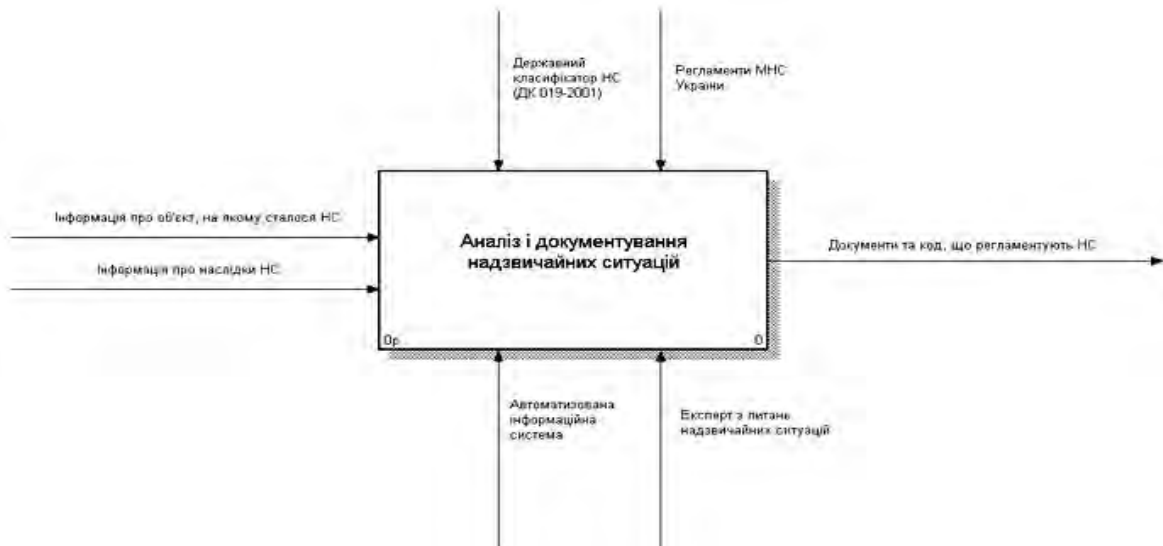 Державний
класифікатор НС
(ДК 019-2001)
Регламенти МНС
України
Інформація про об'єкт, на якому сталося НС
Інформація про наслідки НС
Аналіз і документування
надзвичайних ситуацій
Документи та код, що регламентують НС
0р.
0
Автоматизована
інформаційна
система
Експерт з питань
надзвичайних ситуацій